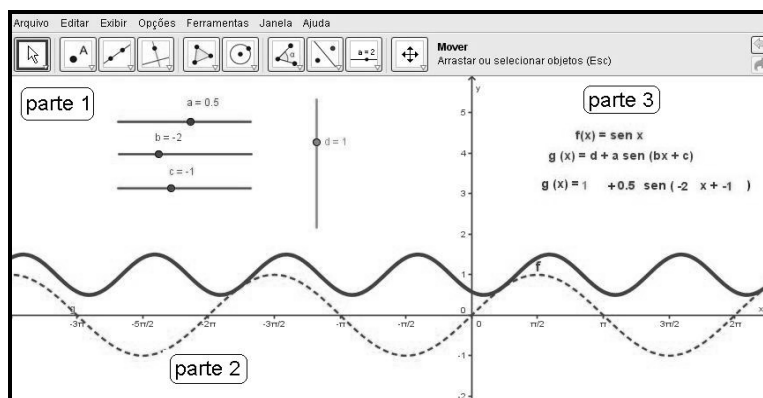 Arquivo Editar Exibir Opções Ferramentas Janela Ajuda
A
α
a = 2
Mover
Arrastar ou selecionar objetos (Esc)
parte 1
a = 0.5
b = -2
c = -1
d = 1
parte 3
f(x) = sen x
g (x) = d + a sen (bx + c)
g (x) = 1 +0.5 sen( -2 x + -1 )
y
5
4
3
2
1
0
-1
-2
f
g
-3π -5π/2 -2π -3π/2 -π -π/2 0 π/2 π 3π/2 2π x
parte 2